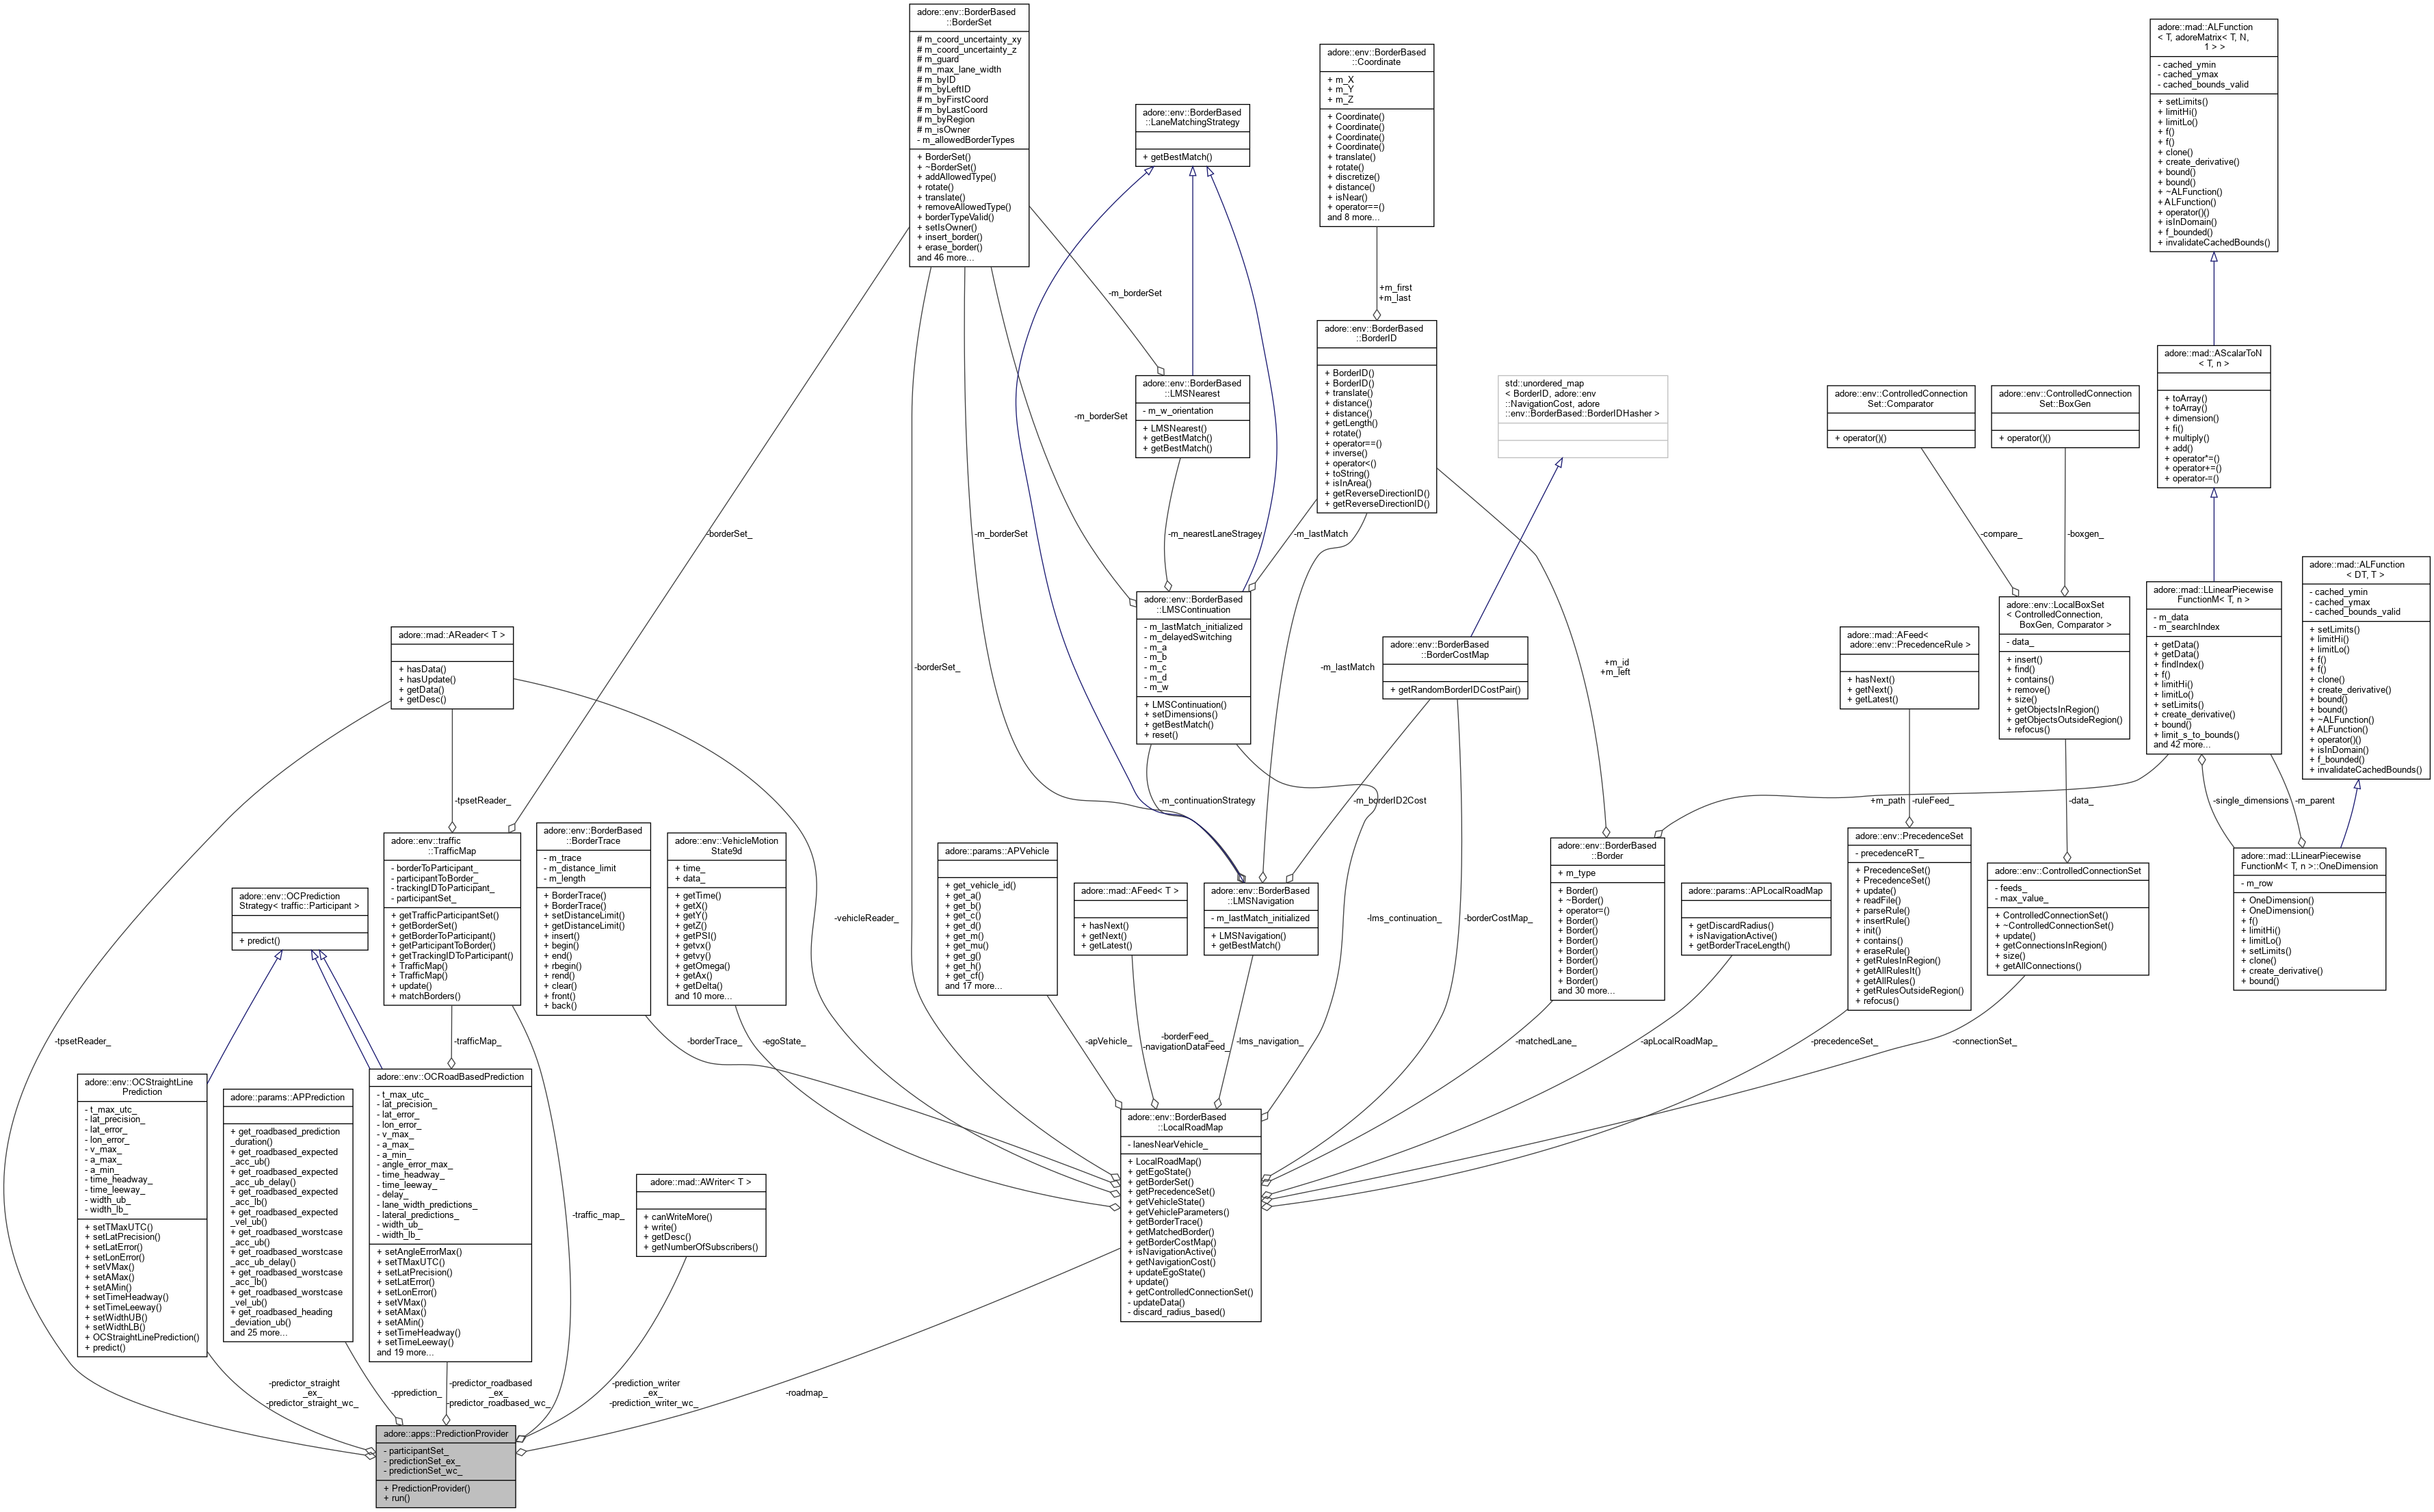 adore::env::BorderBased
::BorderSet
# m_coord_uncertainty_xy
# m_coord_uncertainty_z
# m_guard
# m_max_lane_width
# m_byID
# m_byLeftID
# m_byFirstCoord
# m_byLastCoord
# m_byRegion
# m_isOwner
- m_allowedBorderTypes
+ BorderSet()
+ ~BorderSet()
+ addAllowedType()
+ rotate()
+ translate()
+ removeAllowedType()
+ borderTypeValid()
+ setIsOwner()
+ insert_border()
+ erase_border()
and 46 more...
adore::env::BorderBased
::LaneMatchingStrategy
+ getBestMatch()
adore::env::BorderBased
::Coordinate
+ m_X
+ m_Y
+ m_Z
+ Coordinate()
+ Coordinate()
+ Coordinate()
+ Coordinate()
+ translate()
+ rotate()
+ discretize()
+ distance()
+ isNear()
+ operator==()
and 8 more...
adore::mad::ALFunction
< T, adoreMatrix< T, N,
1 > >
- cached_ymin
- cached_ymax
- cached_bounds_valid
+ setLimits()
+ limitHi()
+ limitLo()
+ f()
+ f()
+ clone()
+ create_derivative()
+ bound()
+ bound()
+ ~ALFunction()
+ ALFunction()
+ operator()()
+ isInDomain()
+ f_bounded()
+ invalidateCachedBounds()
-m_borderSet
+m_first
+m_last
adore::env::BorderBased
::LMSNearest
- m_w_orientation
+ LMSNearest()
+ getBestMatch()
+ getBestMatch()
adore::env::BorderBased
::BorderID
+ BorderID()
+ BorderID()
+ translate()
+ distance()
+ distance()
+ getLength()
+ rotate()
+ operator==()
+ inverse()
+ operator<()
+ toString()
+ isInArea()
+ getReverseDirectionID()
+ getReverseDirectionID()
std::unordered_map
< BorderID, adore::env
::NavigationCost, adore
::env::BorderBased::BorderIDHasher >
adore::env::ControlledConnection
Set::Comparator
+ operator()()
adore::env::ControlledConnection
Set::BoxGen
+ operator()()
adore::mad::AScalarToN
< T, n >
+ toArray()
+ toArray()
+ dimension()
+ fi()
+ multiply()
+ add()
+ operator*=()
+ operator+=()
+ operator-=()
-m_borderSet
-borderSet_
-m_borderSet
-m_nearestLaneStragey
-m_lastMatch
-compare_
-boxgen_
adore::env::BorderBased
::LMSContinuation
- m_lastMatch_initialized
- m_delayedSwitching
- m_a
- m_b
- m_c
- m_d
- m_w
+ LMSContinuation()
+ setDimensions()
+ getBestMatch()
+ reset()
adore::env::BorderBased
::BorderCostMap
+ getRandomBorderIDCostPair()
adore::mad::AFeed<
adore::env::PrecedenceRule >
+ hasNext()
+ getNext()
+ getLatest()
adore::env::LocalBoxSet
< ControlledConnection,
BoxGen, Comparator >
- data_
+ insert()
+ find()
+ contains()
+ remove()
+ size()
+ getObjectsInRegion()
+ getObjectsOutsideRegion()
+ refocus()
adore::mad::LLinearPiecewise
FunctionM< T, n >
- m_data
- m_searchIndex
+ getData()
+ getData()
+ findIndex()
+ f()
+ limitHi()
+ limitLo()
+ setLimits()
+ create_derivative()
+ bound()
+ limit_s_to_bounds()
and 42 more...
adore::mad::ALFunction
< DT, T >
- cached_ymin
- cached_ymax
- cached_bounds_valid
+ setLimits()
+ limitHi()
+ limitLo()
+ f()
+ f()
+ clone()
+ create_derivative()
+ bound()
+ bound()
+ ~ALFunction()
+ ALFunction()
+ operator()()
+ isInDomain()
+ f_bounded()
+ invalidateCachedBounds()
adore::mad::AReader< T >
+ hasData()
+ hasUpdate()
+ getData()
+ getDesc()
-borderSet_
-m_lastMatch
+m_id
+m_left
-tpsetReader_
-m_continuationStrategy
-m_borderID2Cost
+m_path
-ruleFeed_
-data_
-single_dimensions
-m_parent
adore::env::traffic
::TrafficMap
- borderToParticipant_
- participantToBorder_
- trackingIDToParticipant_
- participantSet_
+ getTrafficParticipantSet()
+ getBorderSet()
+ getBorderToParticipant()
+ getParticipantToBorder()
+ getTrackingIDToParticipant()
+ TrafficMap()
+ TrafficMap()
+ update()
+ matchBorders()
adore::env::BorderBased
::BorderTrace
- m_trace
- m_distance_limit
- m_length
+ BorderTrace()
+ BorderTrace()
+ setDistanceLimit()
+ getDistanceLimit()
+ insert()
+ begin()
+ end()
+ rbegin()
+ rend()
+ clear()
+ front()
+ back()
adore::env::VehicleMotion
State9d
+ time_
+ data_
+ getTime()
+ getX()
+ getY()
+ getZ()
+ getPSI()
+ getvx()
+ getvy()
+ getOmega()
+ getAx()
+ getDelta()
and 10 more...
adore::params::APVehicle
+ get_vehicle_id()
+ get_a()
+ get_b()
+ get_c()
+ get_d()
+ get_m()
+ get_mu()
+ get_g()
+ get_h()
+ get_cf()
and 17 more...
adore::mad::AFeed< T >
+ hasNext()
+ getNext()
+ getLatest()
adore::env::BorderBased
::LMSNavigation
- m_lastMatch_initialized
+ LMSNavigation()
+ getBestMatch()
adore::env::BorderBased
::Border
+ m_type
+ Border()
+ ~Border()
+ operator=()
+ Border()
+ Border()
+ Border()
+ Border()
+ Border()
+ Border()
+ Border()
and 30 more...
adore::params::APLocalRoadMap
+ getDiscardRadius()
+ isNavigationActive()
+ getBorderTraceLength()
adore::env::PrecedenceSet
- precedenceRT_
+ PrecedenceSet()
+ PrecedenceSet()
+ update()
+ readFile()
+ parseRule()
+ insertRule()
+ init()
+ contains()
+ eraseRule()
+ getRulesInRegion()
+ getAllRulesIt()
+ getAllRules()
+ getRulesOutsideRegion()
+ refocus()
adore::env::ControlledConnectionSet
- feeds_
- max_value_
+ ControlledConnectionSet()
+ ~ControlledConnectionSet()
+ update()
+ getConnectionsInRegion()
+ size()
+ getAllConnections()
adore::mad::LLinearPiecewise
FunctionM< T, n >::OneDimension
- m_row
+ OneDimension()
+ OneDimension()
+ f()
+ limitHi()
+ limitLo()
+ setLimits()
+ clone()
+ create_derivative()
+ bound()
adore::env::OCPrediction
Strategy< traffic::Participant >
+ predict()
-vehicleReader_
-lms_continuation_
-borderCostMap_
-tpsetReader_
-trafficMap_
-borderTrace_
-egoState_
-apVehicle_
-borderFeed_
-navigationDataFeed_
-lms_navigation_
-matchedLane_
-apLocalRoadMap_
-precedenceSet_
-connectionSet_
adore::env::OCStraightLine
Prediction
- t_max_utc_
- lat_precision_
- lat_error_
- lon_error_
- v_max_
- a_max_
- a_min_
- time_headway_
- time_leeway_
- width_ub_
- width_lb_
+ setTMaxUTC()
+ setLatPrecision()
+ setLatError()
+ setLonError()
+ setVMax()
+ setAMax()
+ setAMin()
+ setTimeHeadway()
+ setTimeLeeway()
+ setWidthUB()
+ setWidthLB()
+ OCStraightLinePrediction()
+ predict()
adore::params::APPrediction
+ get_roadbased_prediction
_duration()
+ get_roadbased_expected
_acc_ub()
+ get_roadbased_expected
_acc_ub_delay()
+ get_roadbased_expected
_acc_lb()
+ get_roadbased_expected
_vel_ub()
+ get_roadbased_worstcase
_acc_ub()
+ get_roadbased_worstcase
_acc_ub_delay()
+ get_roadbased_worstcase
_acc_lb()
+ get_roadbased_worstcase
_vel_ub()
+ get_roadbased_heading
_deviation_ub()
and 25 more...
adore::env::OCRoadBasedPrediction
- t_max_utc_
- lat_precision_
- lat_error_
- lon_error_
- v_max_
- a_max_
- a_min_
- angle_error_max_
- time_headway_
- time_leeway_
- delay_
- lane_width_predictions_
- lateral_predictions_
- width_ub_
- width_lb_
+ setAngleErrorMax()
+ setTMaxUTC()
+ setLatPrecision()
+ setLatError()
+ setLonError()
+ setVMax()
+ setAMax()
+ setAMin()
+ setTimeHeadway()
+ setTimeLeeway()
and 19 more...
-traffic_map_
adore::mad::AWriter< T >
+ canWriteMore()
+ write()
+ getDesc()
+ getNumberOfSubscribers()
adore::env::BorderBased
::LocalRoadMap
- lanesNearVehicle_
+ LocalRoadMap()
+ getEgoState()
+ getBorderSet()
+ getPrecedenceSet()
+ getVehicleState()
+ getVehicleParameters()
+ getBorderTrace()
+ getMatchedBorder()
+ getBorderCostMap()
+ isNavigationActive()
+ getNavigationCost()
+ updateEgoState()
+ update()
+ getControlledConnectionSet()
- updateData()
- discard_radius_based()
-predictor_straight
_ex_
-predictor_straight_wc_
-pprediction_
-predictor_roadbased
_ex_
-predictor_roadbased_wc_
-prediction_writer
_ex_
-prediction_writer_wc_
-roadmap_
adore::apps::PredictionProvider
- participantSet_
- predictionSet_ex_
- predictionSet_wc_
+ PredictionProvider()
+ run()